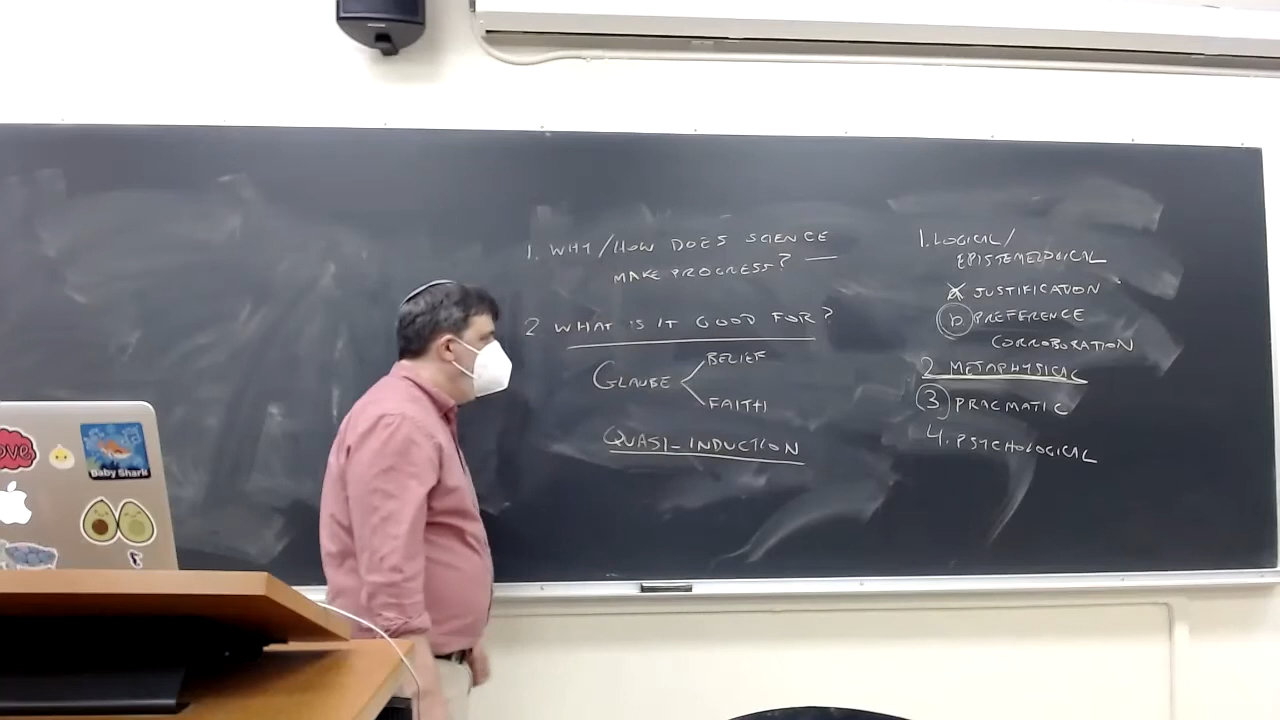 1. WHY/HOW DOES SCIENCE
MAKE PROGRESS? —
2 WHAT IS IT GOOD FOR?
GLAUBE
BELIEF
FAITH
QUASI-INDUCTION
1. LOGICAL/
EPISTEMELOGICAL
JUSTIFICATION
b PREFERENCE
CORROBORATION
2 METAPHYSICAL
3 PRAGMATIC
4. PSYCHOLOGICAL
Love
Baby Shark